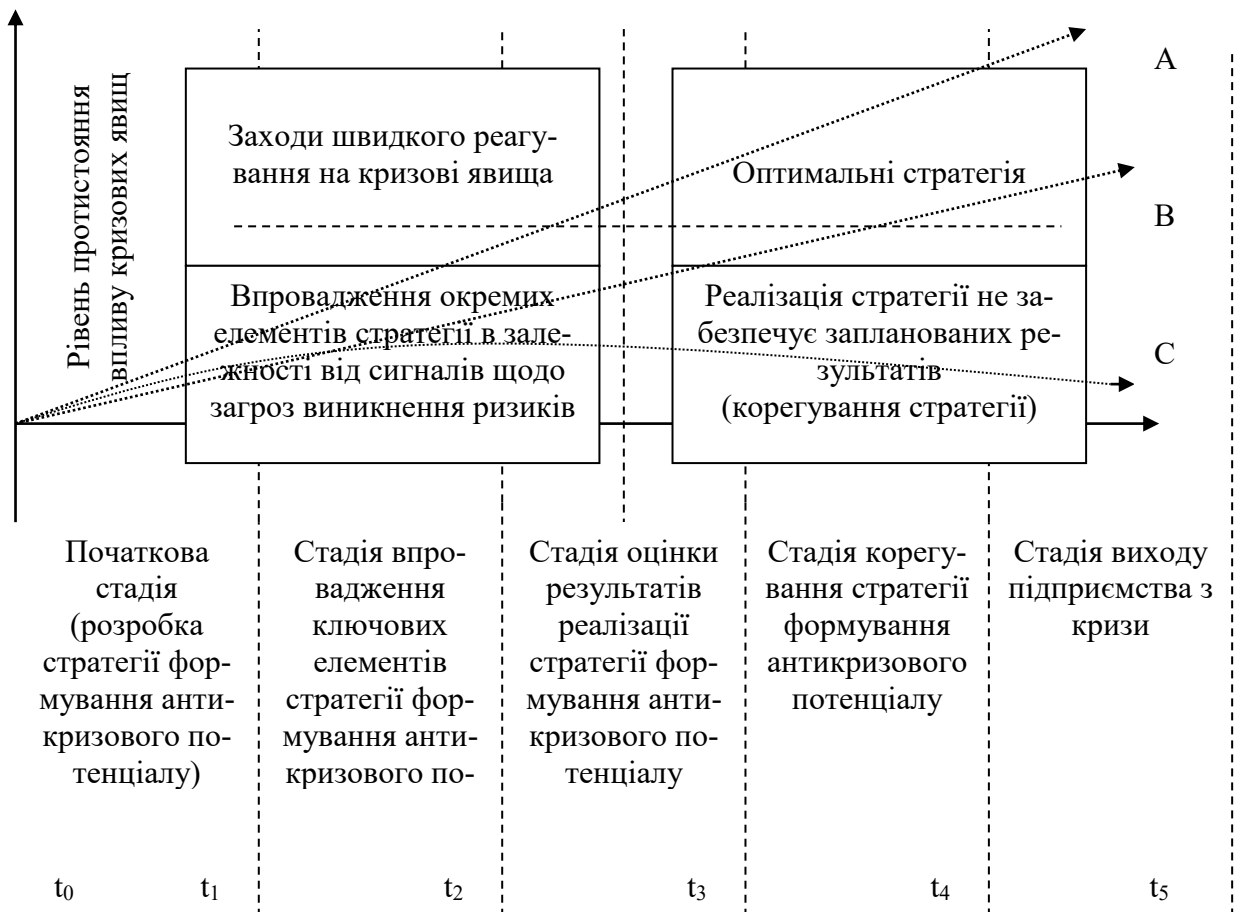 Рівень протистояння
впливу кризових явищ
Заходи швидкого реагу-
вання на кризові явища
Впровадження окремих
елементів стратегії в зале-
жності від сигналів щодо
загроз виникнення ризиків
Оптимальні стратегія
Реалізація стратегії не за-
безпечує запланованих ре-
зультатів
(корегування стратегії)
A
B
C
Початкова
стадія
(розробка
стратегії фор-
мування анти-
кризового по-
тенціалу)
Стадія впро-
вадження
ключових
елементів
стратегії фор-
мування анти-
кризового по-
Стадія оцінки
результатів
реалізації
стратегії фор-
мування анти-
кризового по-
тенціалу
Стадія корегу-
вання стратегії
формування
антикризового
потенціалу
Стадія виходу
підприємства з
кризи
t0 t1 t2 t3 t4 t5